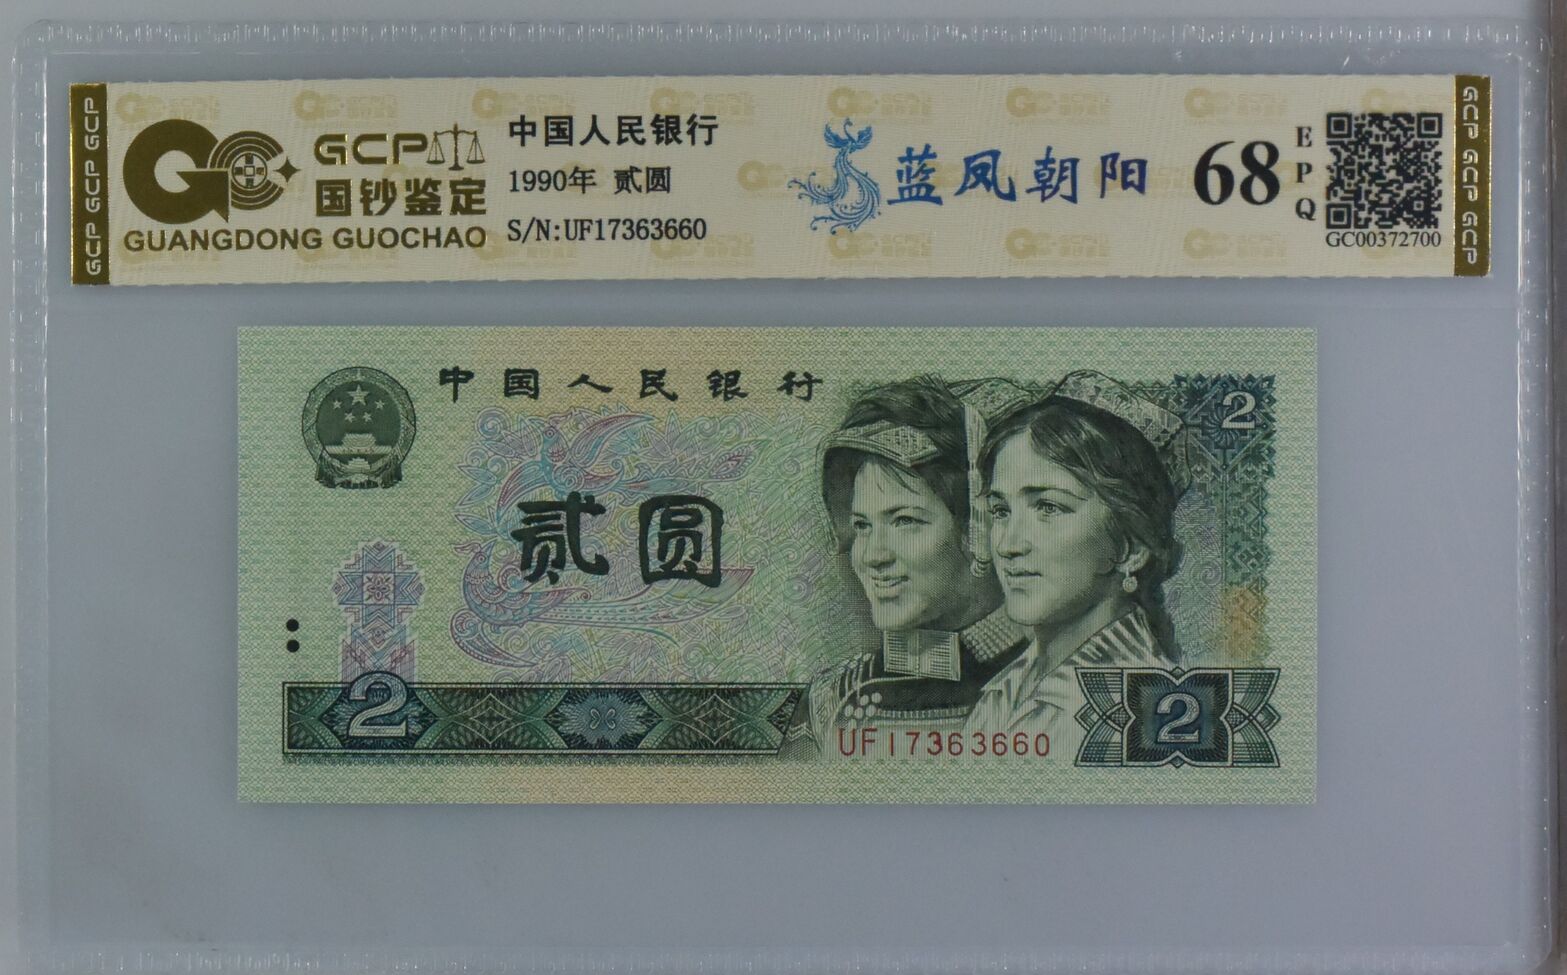 GCP GCP GCP
GCP
国钞鉴定
GUANGDONG GUOCHAO
中国人民银行
1990年 贰圆
S/N:UF17363660
蓝凤朝阳
68
EPQ
GC00372700
GCP GCP GCP
中国人民银行
2
贰圆
2
2
UF17363660